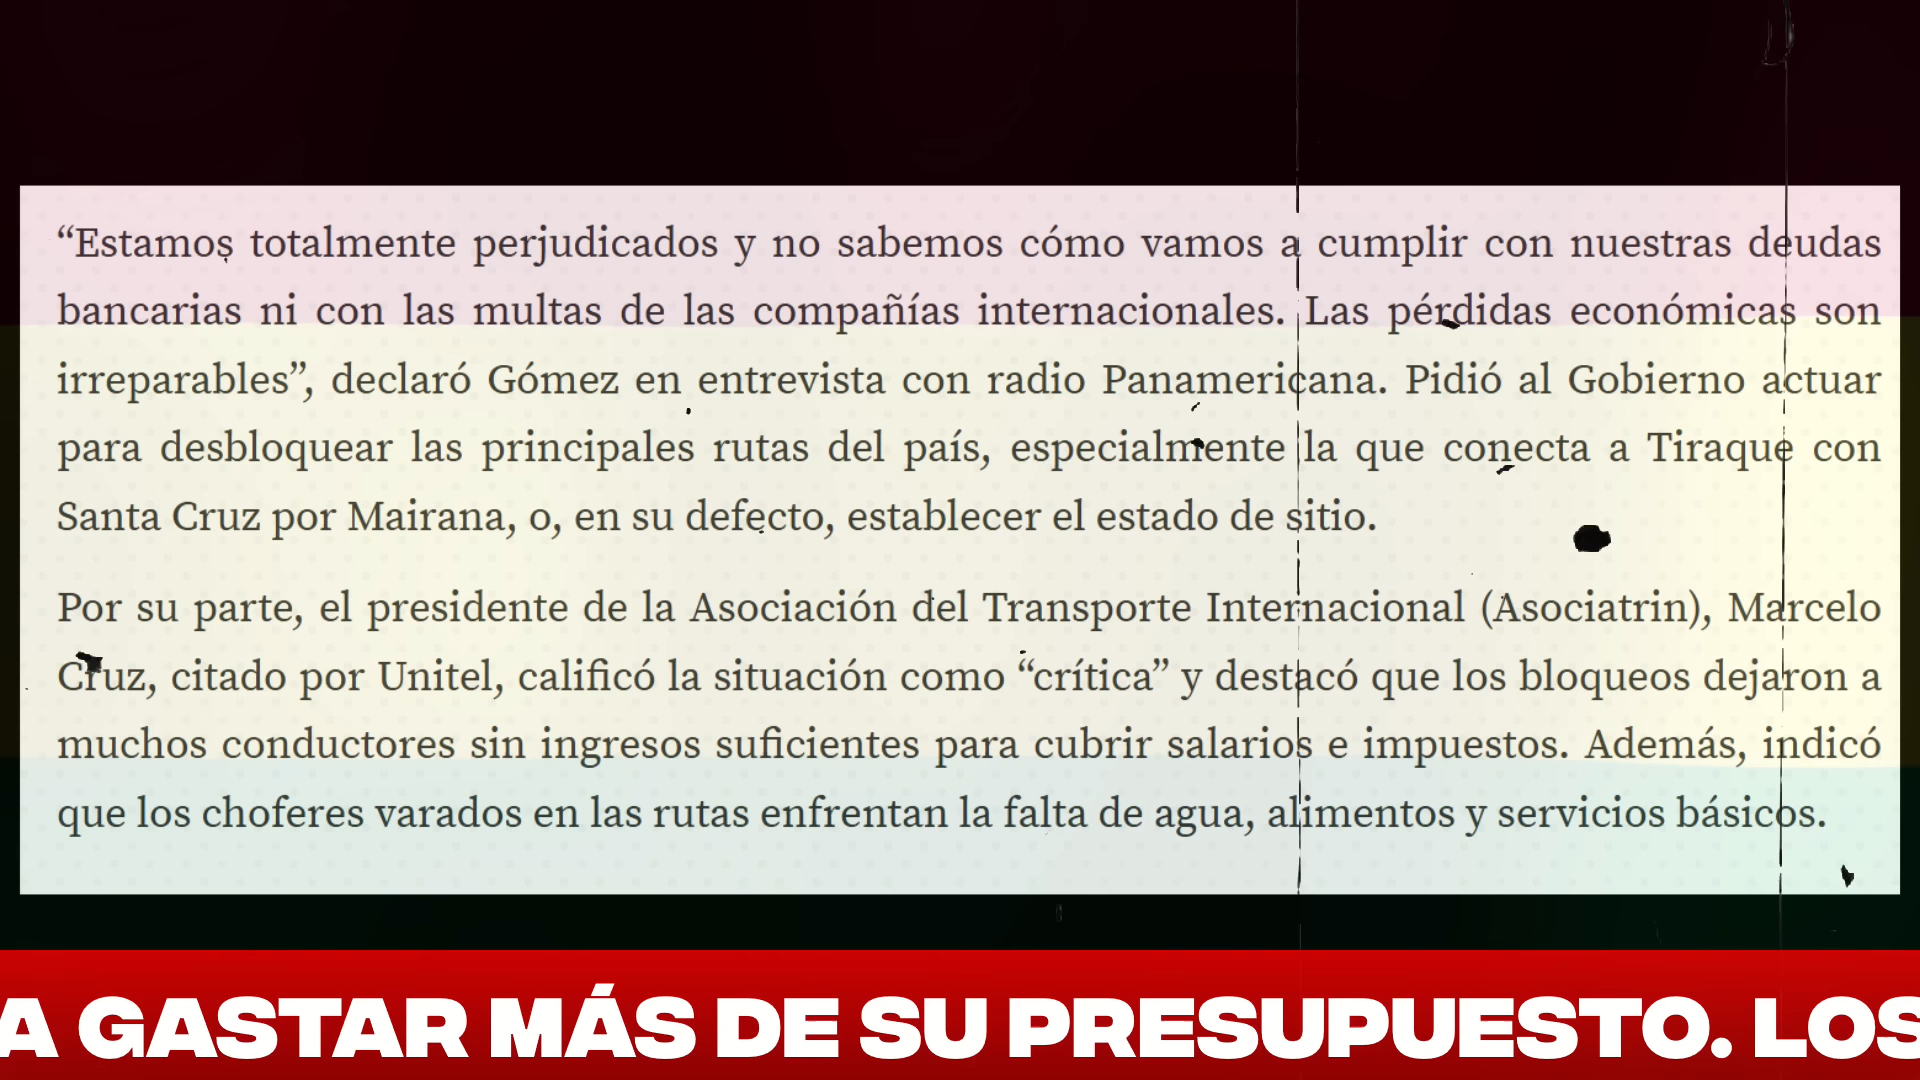 “Estamos totalmente perjudicados y no sabemos cómo vamos a cumplir con nuestras deudas
bancarias ni con las multas de las compañías internacionales. Las pérdidas económicas son
irreparables”, declaró Gómez en entrevista con radio Panamericana. Pidió al Gobierno actuar
para desbloquear las principales rutas del país, especialmente la que conecta a Tiraque con
Santa Cruz por Mairana, o, en su defecto, establecer el estado de sitio.
Por su parte, el presidente de la Asociación del Transporte Internacional (Asociatrin), Marcelo
Cruz, citado por Unitel, calificó la situación como “crítica” y destacó que los bloqueos dejaron a
muchos conductores sin ingresos suficientes para cubrir salarios e impuestos. Además, indicó
que los choferes varados en las rutas enfrentan la falta de agua, alimentos y servicios básicos.
A GASTAR MÁS DE SU PRESUPUESTO. LOS